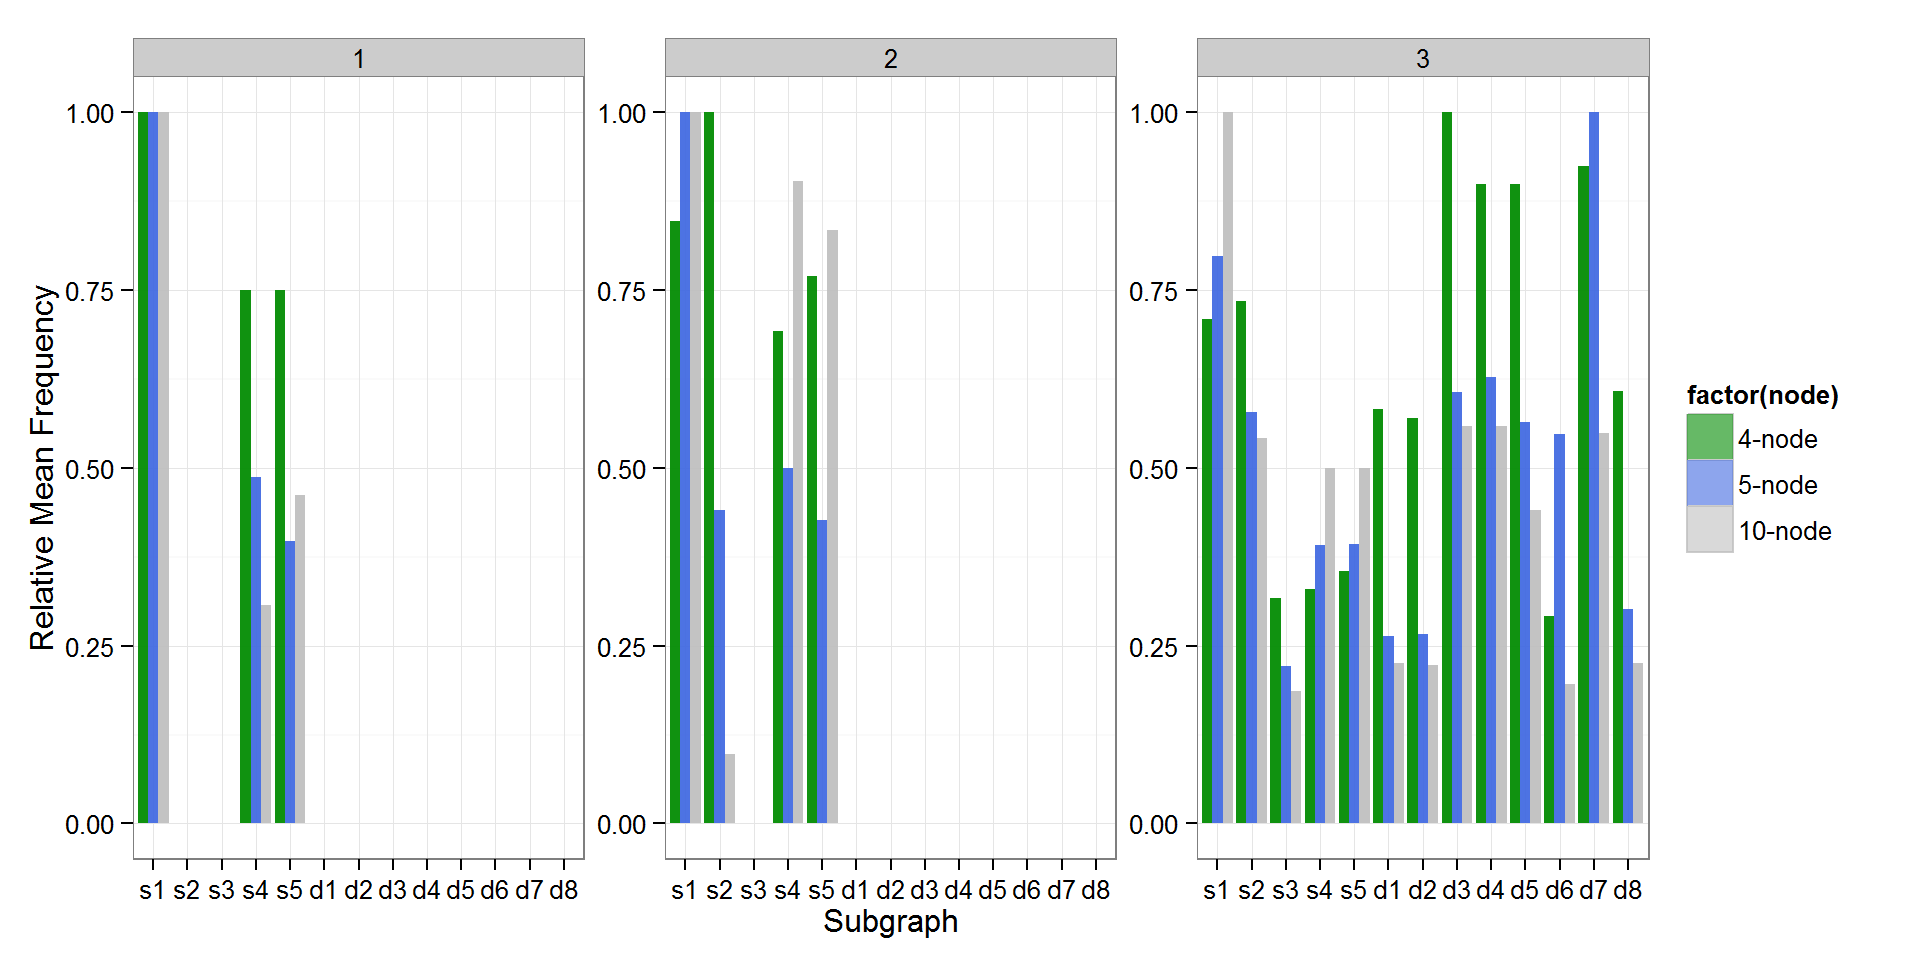 1
2
3
Relative Mean Frequency
1.00
0.75
0.50
0.25
0.00
1.00
0.75
0.50
0.25
0.00
1.00
0.75
0.50
0.25
0.00
s1 s2 s3 s4 s5 d1 d2 d3 d4 d5 d6 d7 d8
s1 s2 s3 s4 s5 d1 d2 d3 d4 d5 d6 d7 d8
s1 s2 s3 s4 s5 d1 d2 d3 d4 d5 d6 d7 d8
Subgraph
factor(node)
4-node
5-node
10-node